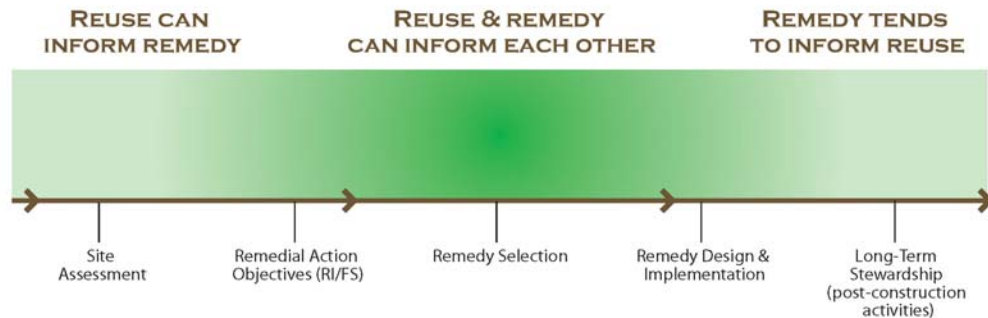 REUSE CAN
INFORM REMEDY
REUSE & REMEDY
CAN INFORM EACH OTHER
REMEDY TENDS
TO INFORM REUSE
Site
Assessment
Remedial Action
Objectives (RI/FS)
Remedy Selection
Remedy Design &
Implementation
Long-Term
Stewardship
(post-construction
activities)